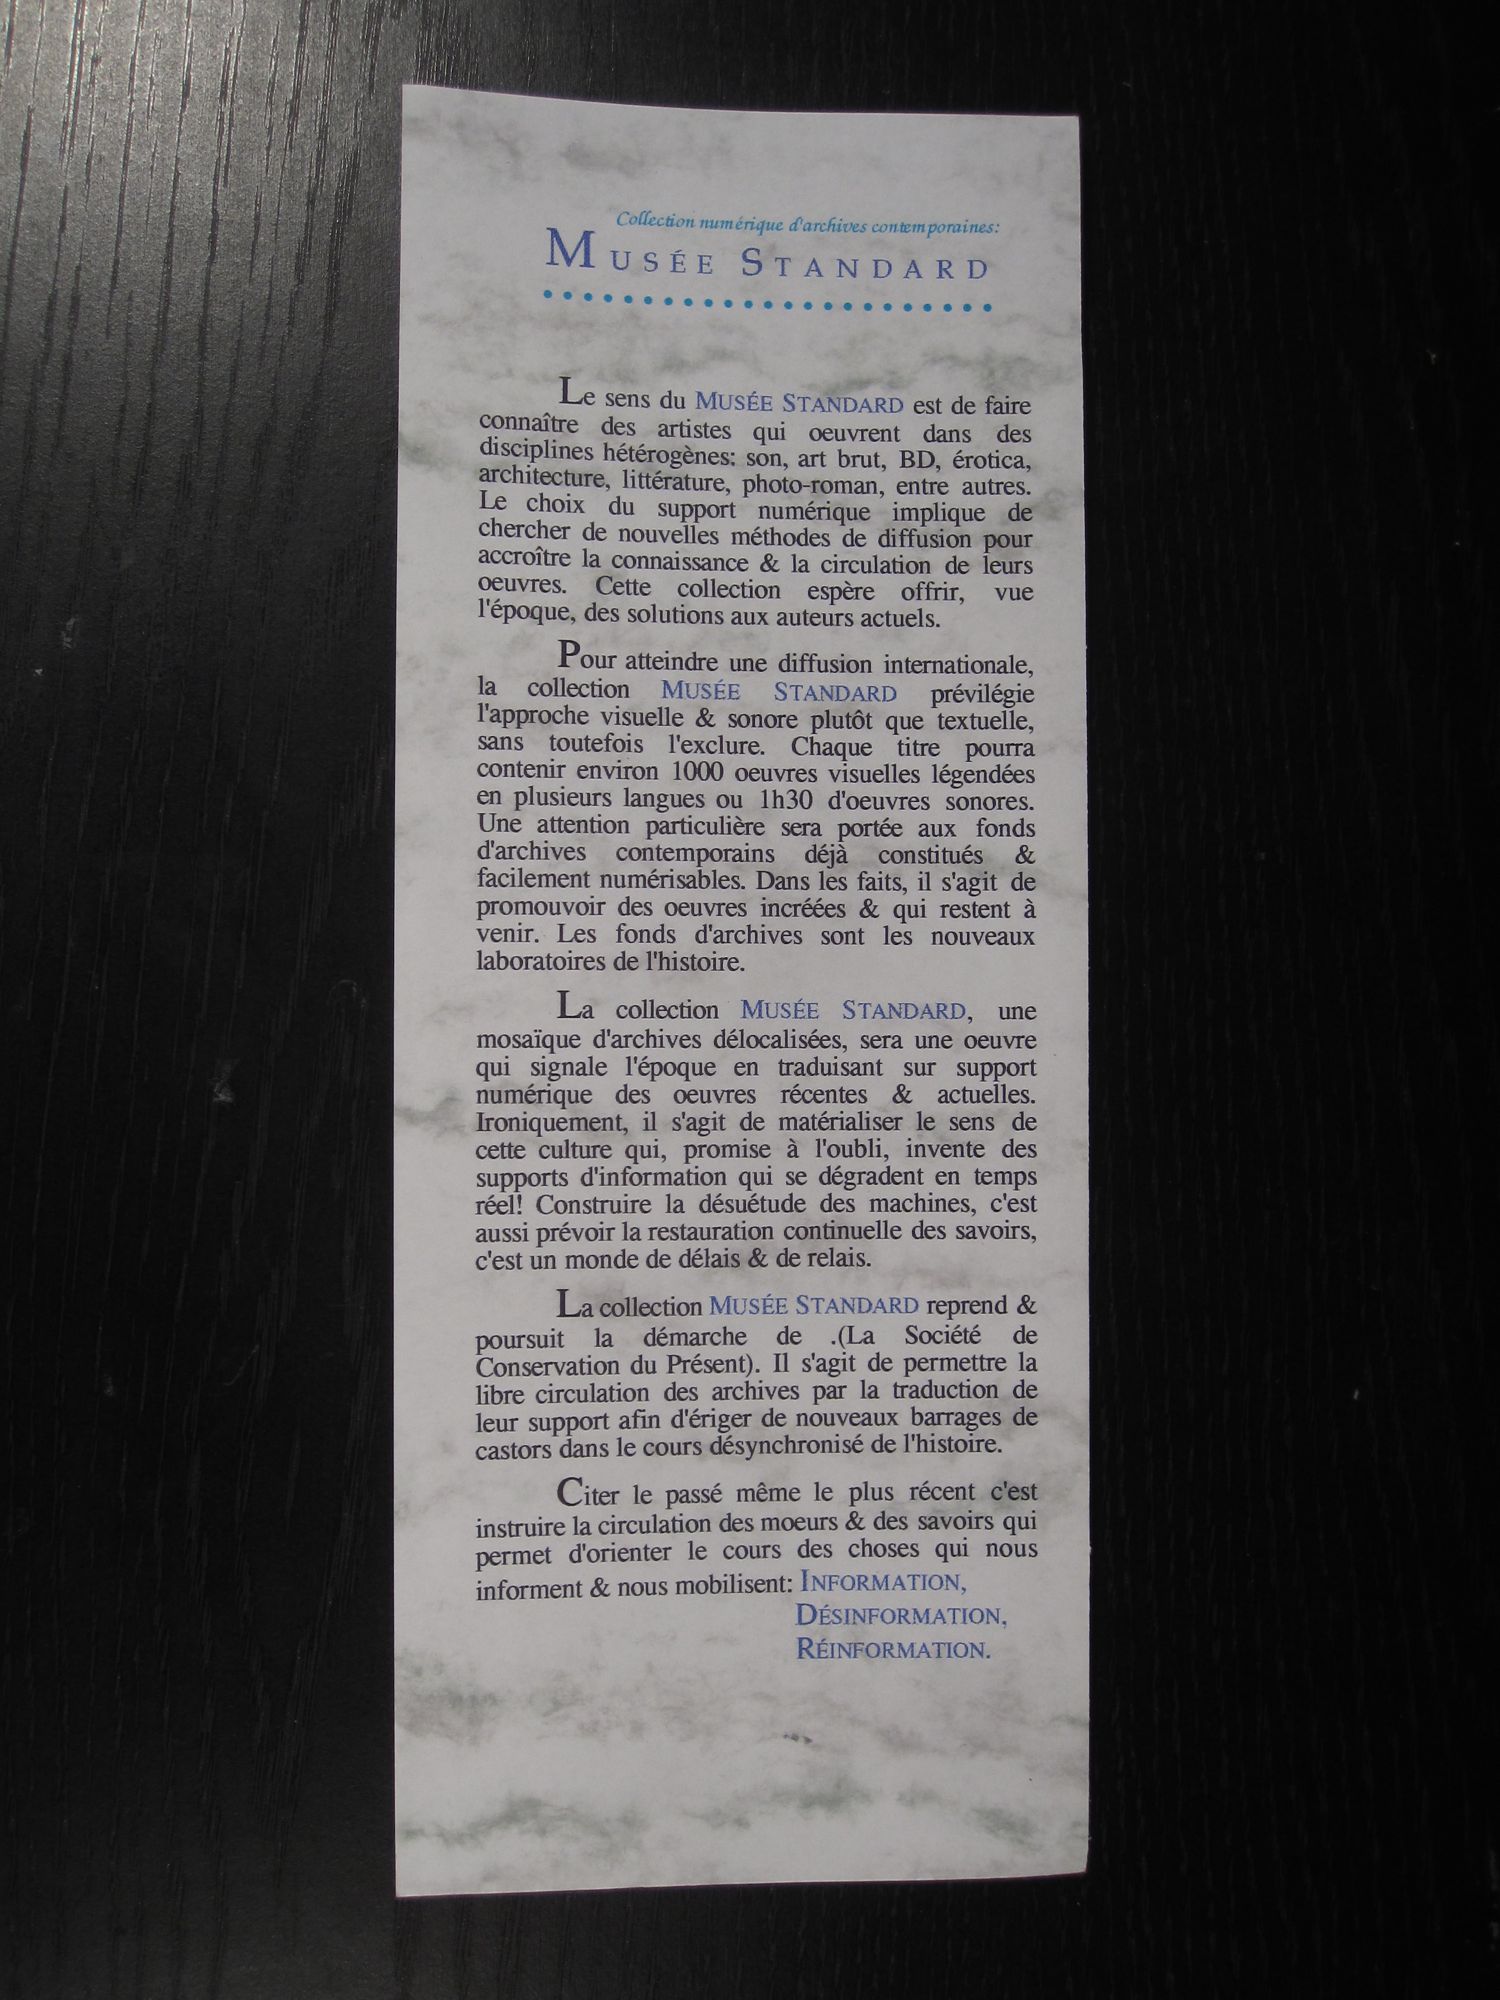 Collection numérique d'archives contemporaines:
MUSÉE STANDARD
Le sens du MUSÉE STANDARD est de faire
connaître des artistes qui oeuvrent dans des
disciplines hétérogènes: son, art brut, BD, érotica,
architecture, littérature, photo-roman, entre autres.
Le choix du support numérique implique de
chercher de nouvelles méthodes de diffusion pour
accroître la connaissance & la circulation de leurs
oeuvres. Cette collection espère offrir, vue
l'époque, des solutions aux auteurs actuels.
Pour atteindre une diffusion internationale,
la collection MUSÉE STANDARD prévilégie
l'approche visuelle & sonore plutôt que textuelle,
sans toutefois l'exclure. Chaque titre pourra
contenir environ 1000 oeuvres visuelles légendées
en plusieurs langues ou 1h30 d'oeuvres sonores.
Une attention particulière sera portée aux fonds
d'archives contemporains déjà constitués &
facilement numérisables. Dans les faits, il s'agit de
promouvoir des oeuvres incréées & qui restent à
venir. Les fonds d'archives sont les nouveaux
laboratoires de l'histoire.
La collection MUSÉE STANDARD, une
mosaïque d'archives délocalisées, sera une oeuvre
qui signale l'époque en traduisant sur support
numérique des oeuvres récentes & actuelles.
Ironiquement, il s'agit de matérialiser le sens de
cette culture qui, promise à l'oubli, invente des
supports d'information qui se dégradent en temps
réel! Construire la désuétude des machines, c'est
aussi prévoir la restauration continuelle des savoirs,
c'est un monde de délais & de relais.
La collection MUSÉE STANDARD reprend &
poursuit la démarche de .(La Société de
Conservation du Présent). Il s'agit de permettre la
libre circulation des archives par la traduction de
leur support afin d'ériger de nouveaux barrages de
castors dans le cours désynchronisé de l'histoire.
Citer le passé même le plus récent c'est
instruire la circulation des moeurs & des savoirs qui
permet d'orienter le cours des choses qui nous
informent & nous mobilisent: INFORMATION,
DÉSINFORMATION,
RÉINFORMATION.